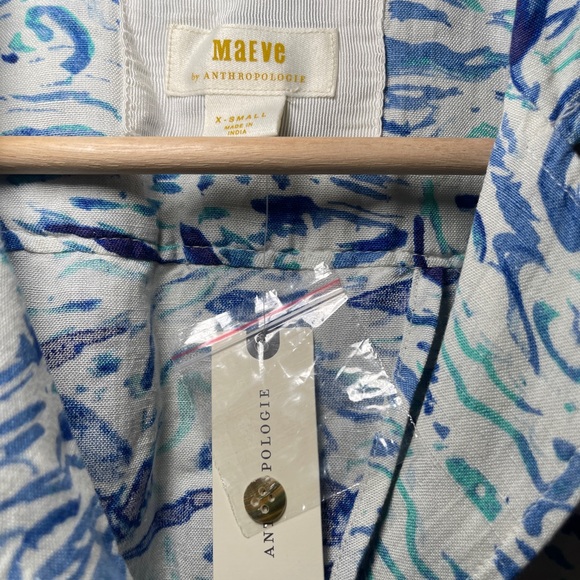 MaEVe
by ANTHROPOLOGIE
X-SMALL
MADE IN
INDIA
ANTHROPOLOGIE